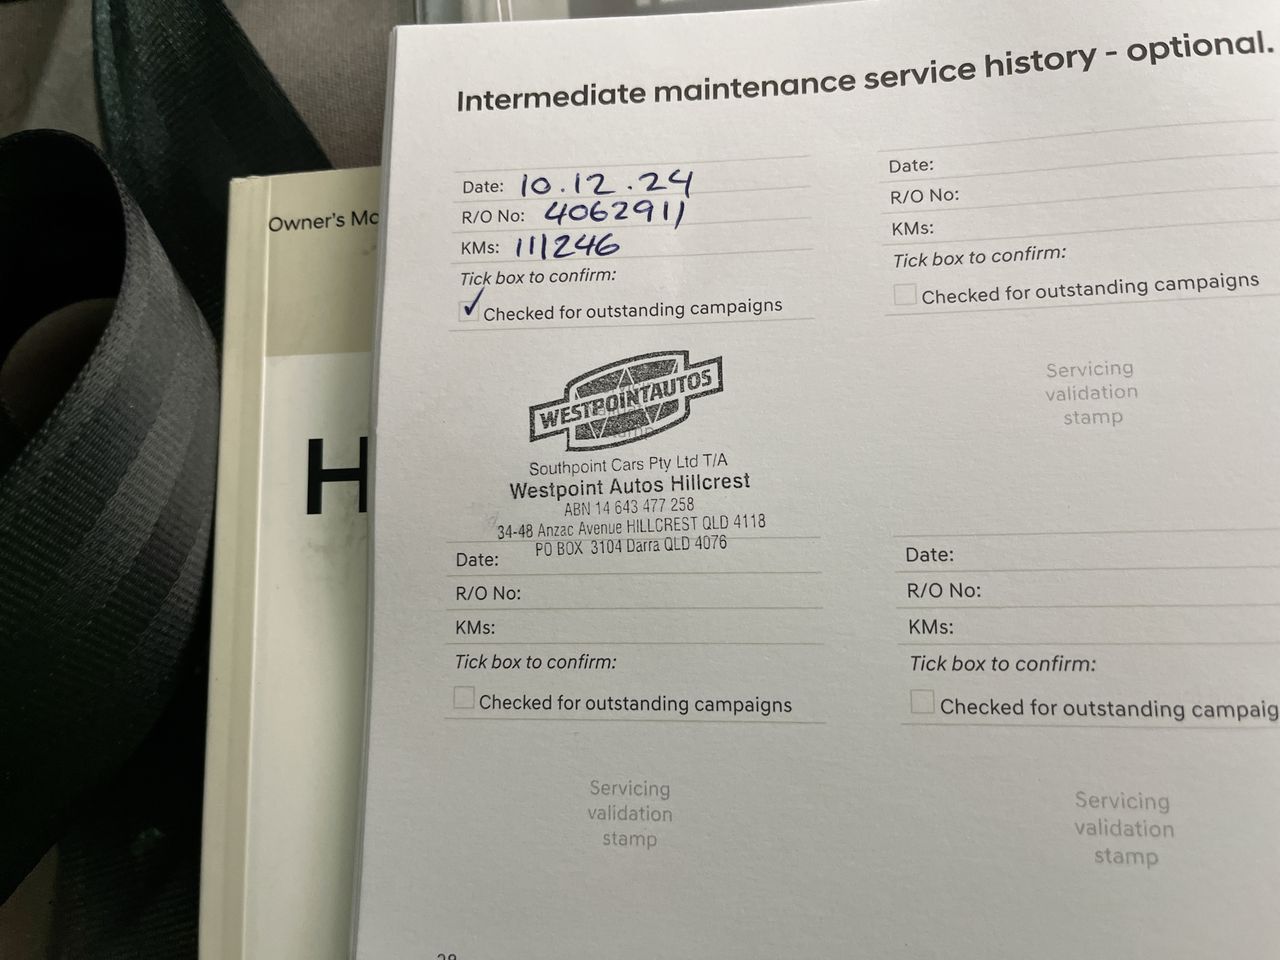 Intermediate maintenance service history - optional.
Date: 10.12.24
R/O No: 4062911
KMs: 111246
Tick box to confirm:
Checked for outstanding campaigns
WESTPOINTAUTOS
Southpoint Cars Pty Ltd T/A
Westpoint Autos Hillcrest
ABN 14 643 477 258
34-48 Anzac Avenue HILLCREST QLD 4118
PO BOX 3104 Darra QLD 4076
Date:
R/O No:
KMs:
Tick box to confirm:
Checked for outstanding campaigns
Servicing
validation
stamp
Date:
R/O No:
KMs:
Tick box to confirm:
Checked for outstanding campaigns
Servicing
validation
stamp
Date:
R/O No:
KMs:
Tick box to confirm:
Checked for outstanding campaig
Servicing
validation
stamp
Owner's
H